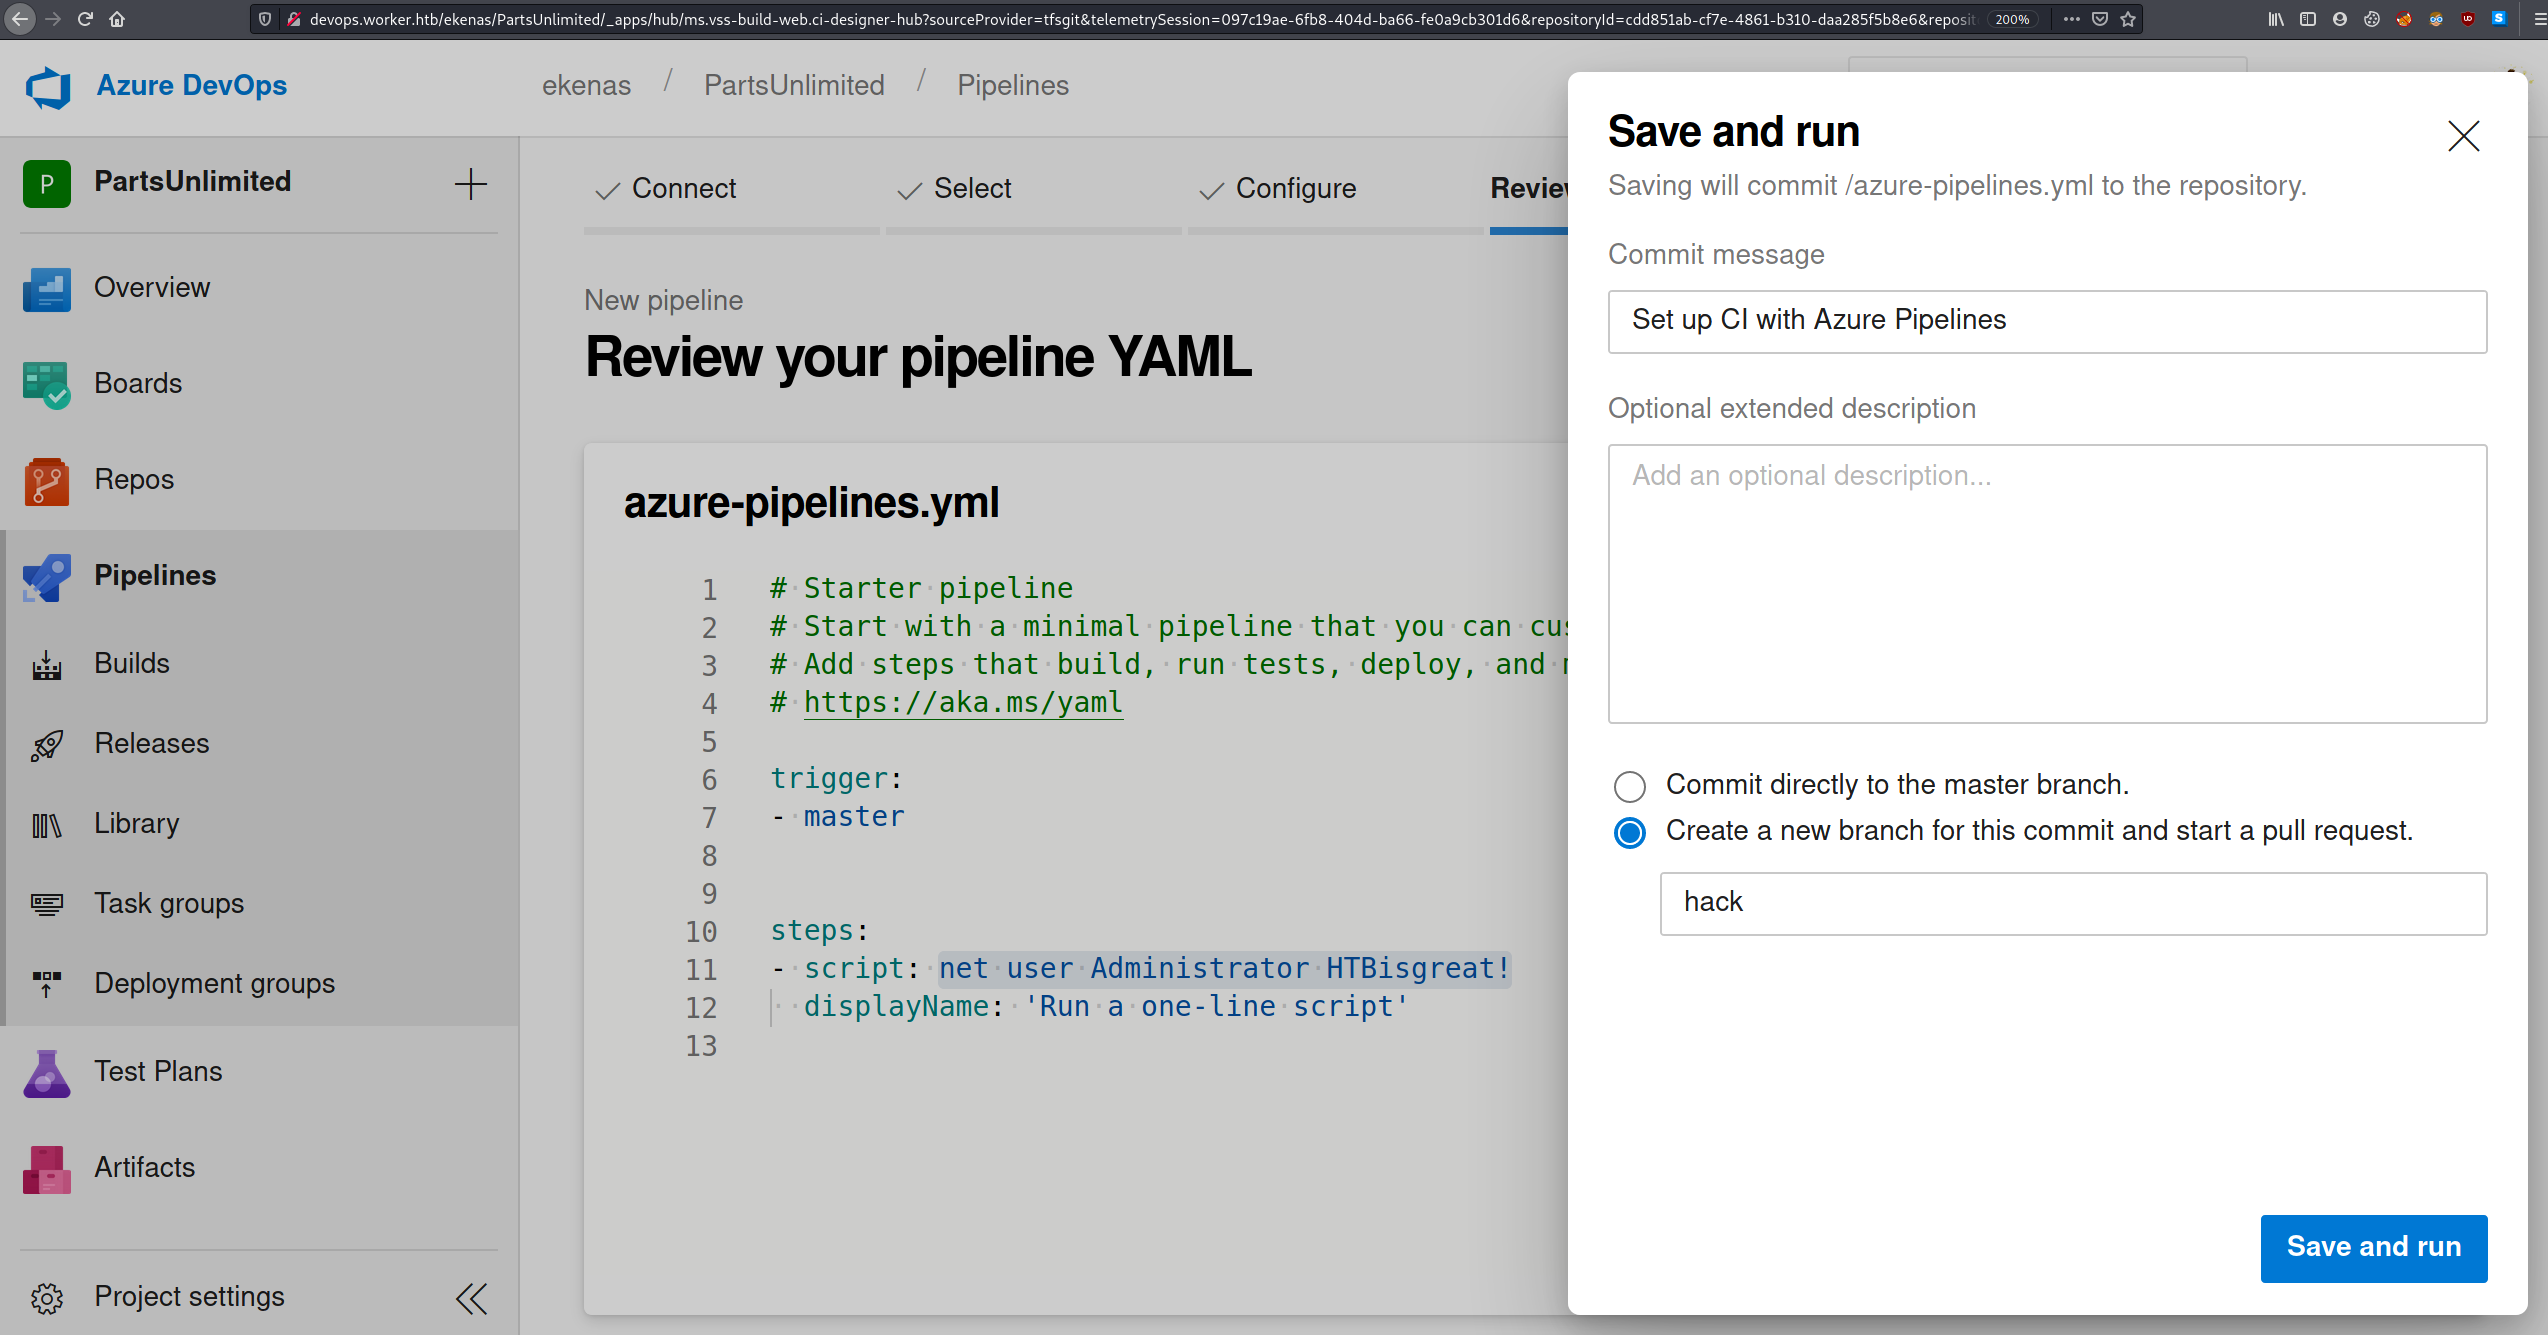 devops.worker.htb/ekenas/PartsUnlimited/_apps/hub/ms.vss-build-web.ci-designer-hub?sourceProvider=tfsgit&telemetrySession=097c19ae-6fb8-404d-ba66-fe0a9cb301d6&repositoryId=cdd851ab-cf7e-4861-b310-daa285f5b8e6&reposit 200%
Azure DevOps
ekenas / PartsUnlimited / Pipelines
P PartsUnlimited
Overview
Boards
Repos
Pipelines
Builds
Releases
Library
Task groups
Deployment groups
Test Plans
Artifacts
Project settings
Connect
Select
Configure
Review
New pipeline
Review your pipeline YAML
azure-pipelines.yml
1 # Starter pipeline
2 # Start with a minimal pipeline that you can cus
3 # Add steps that build, run tests, deploy, and
4 # https://aka.ms/yaml
5
6 trigger:
7 - master
8
9
10 steps:
11 - script: net user Administrator HTBisgreat!
12 displayName: 'Run a one-line script'
13
Save and run
Saving will commit /azure-pipelines.yml to the repository.
Commit message
Set up CI with Azure Pipelines
Optional extended description
Add an optional description...
Commit directly to the master branch.
Create a new branch for this commit and start a pull request.
hack
Save and run